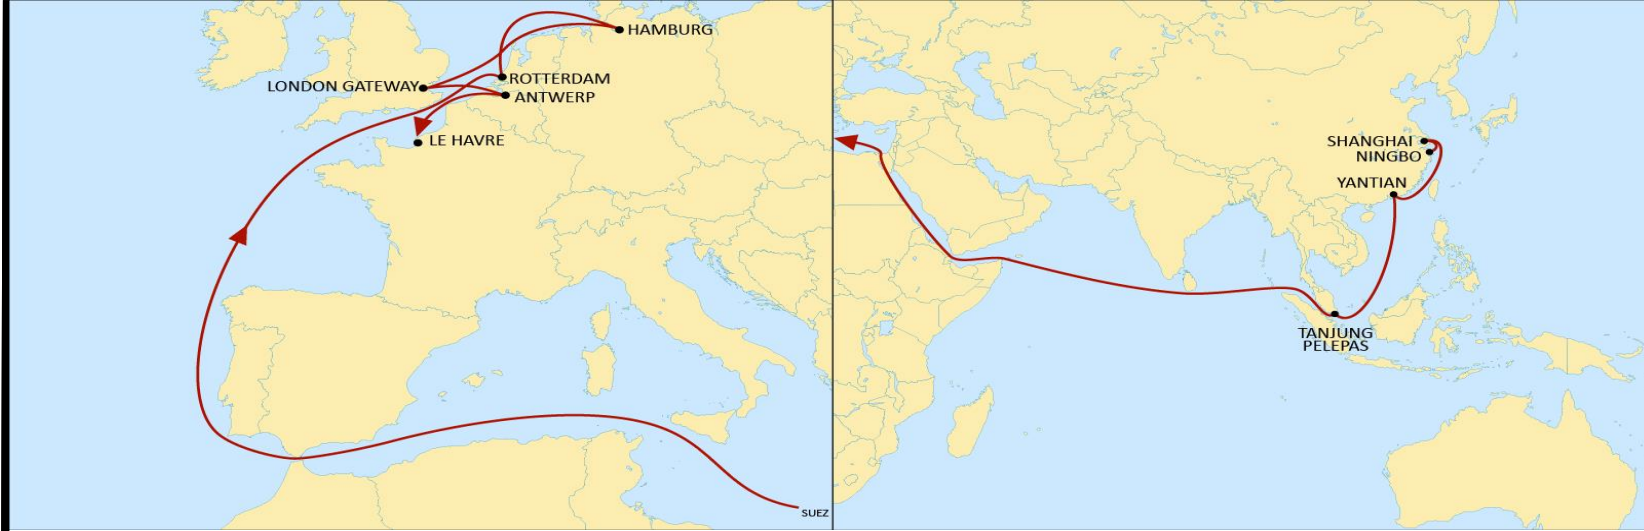 HAMBURG
ROTTERDAM
LONDON GATEWAY
ANTWERP
LE HAVRE
SUEZ
SHANGHAI
NINGBO
YANTIAN
TANJUNG
PELEPAS